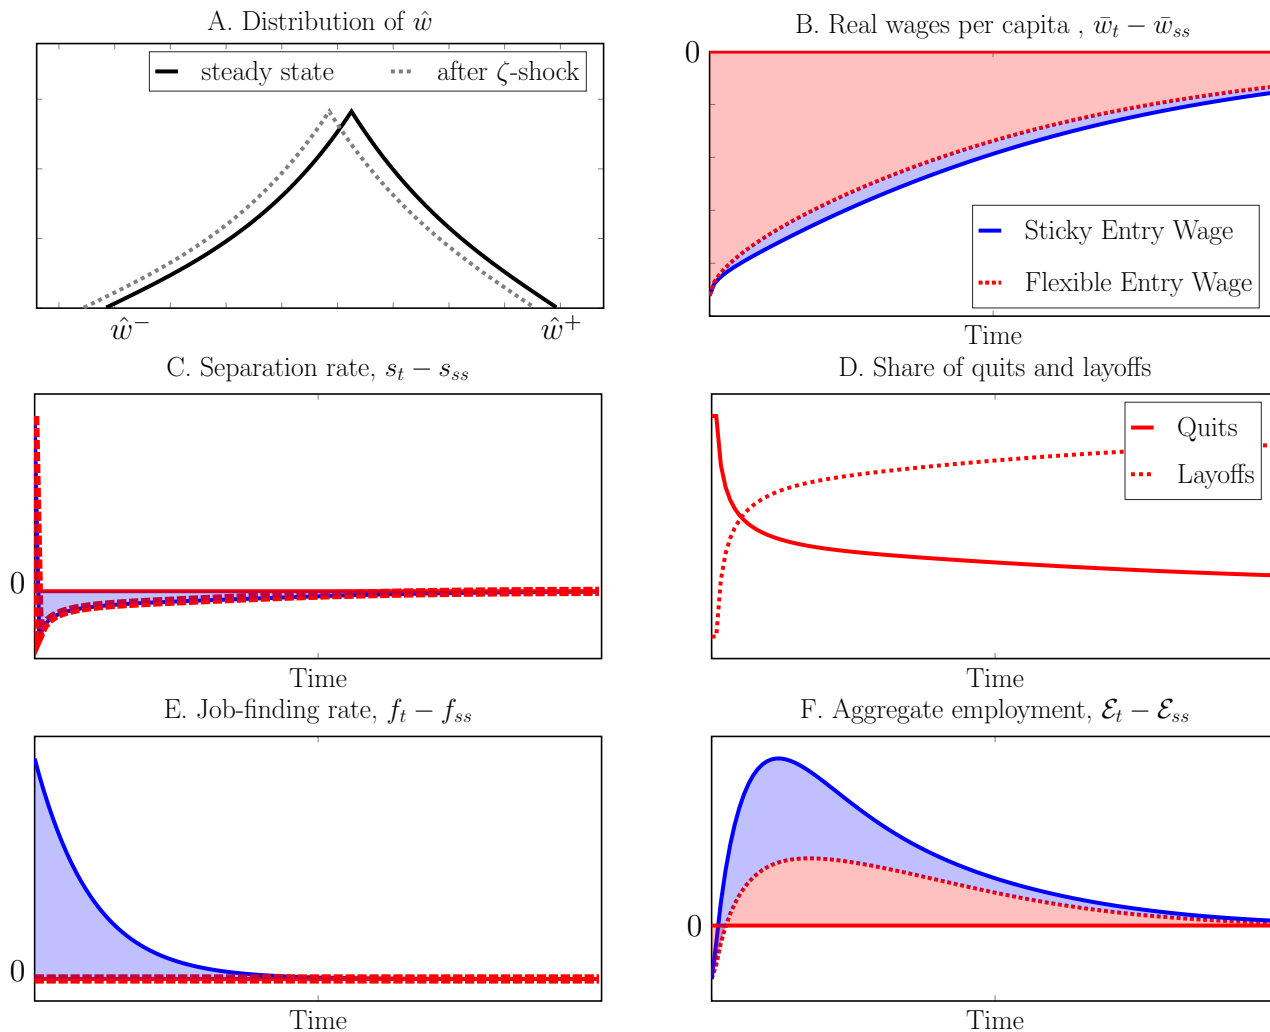 A. Distribution of ŵ
steady state
after ζ-shock
ŵ⁻
ŵ⁺
B. Real wages per capita , w̄ₜ − w̄ₛₛ
0
Sticky Entry Wage
Flexible Entry Wage
Time
C. Separation rate, sₜ − sₛₛ
0
Time
D. Share of quits and layoffs
Quits
Layoffs
Time
E. Job-finding rate, fₜ − fₛₛ
0
Time
F. Aggregate employment, ℰₜ − ℰₛₛ
0
Time